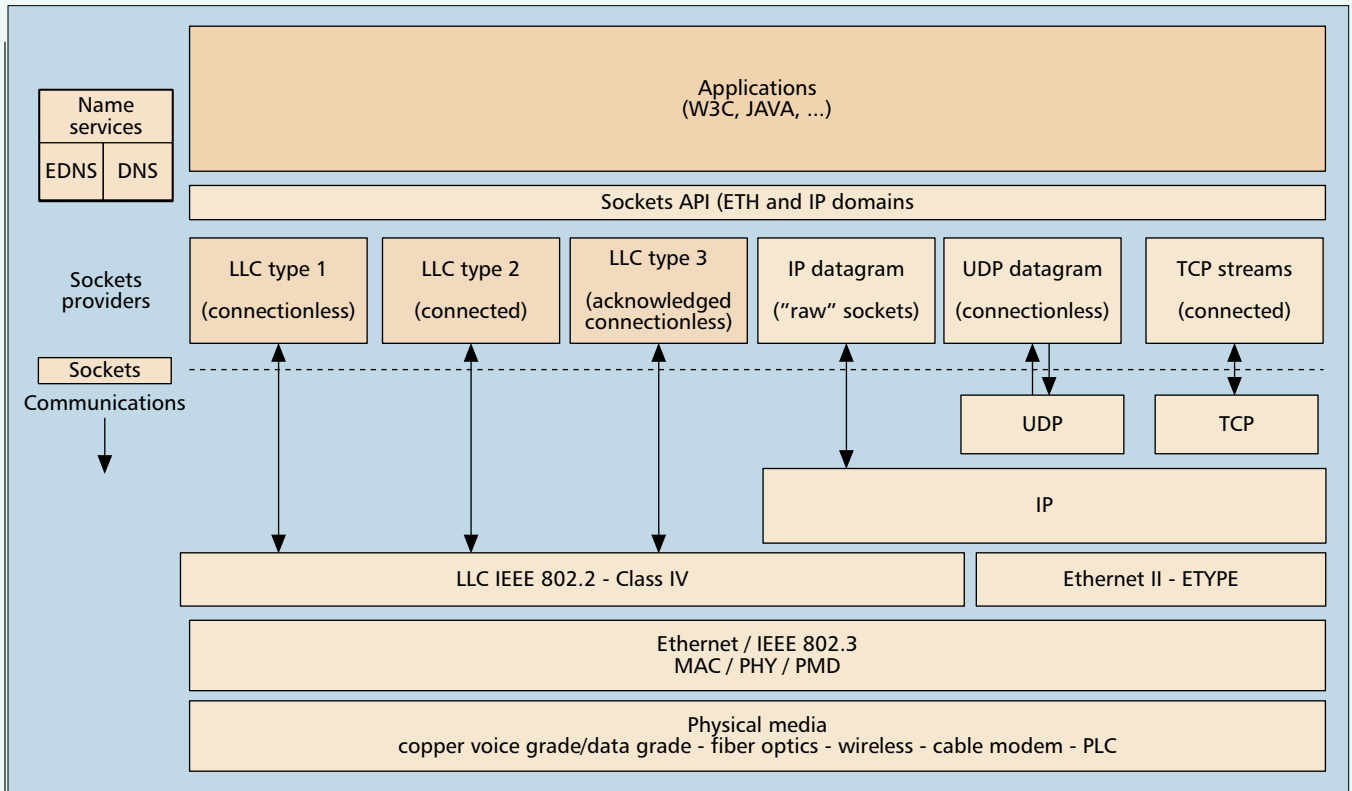 Applications
(W3C, JAVA, ...)
Name
services
EDNS
DNS
Sockets API (ETH and IP domains
Sockets
providers
LLC type 1
(connectionless)
LLC type 2
(connected)
LLC type 3
(acknowledged
connectionless)
IP datagram
(”raw” sockets)
UDP datagram
(connectionless)
TCP streams
(connected)
Sockets
Communications
UDP
TCP
IP
LLC IEEE 802.2 - Class IV
Ethernet II - ETYPE
Ethernet / IEEE 802.3
MAC / PHY / PMD
Physical media
copper voice grade/data grade - fiber optics - wireless - cable modem - PLC